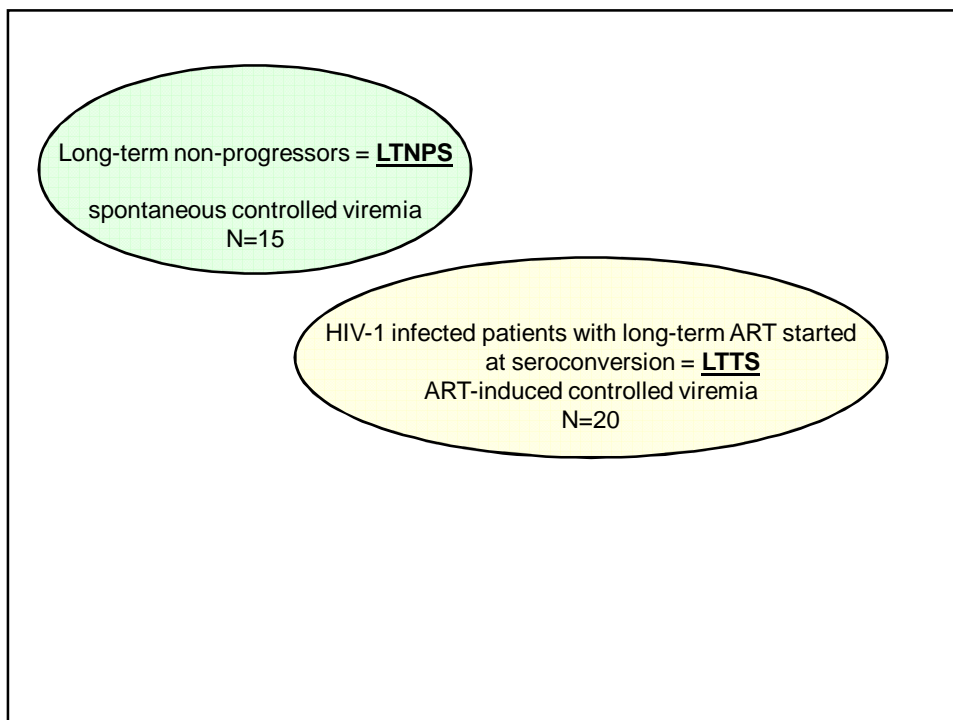 Long-term non-progressors = LTNPS
spontaneous controlled viremia
N=15
HIV-1 infected patients with long-term ART started
at seroconversion = LTTS
ART-induced controlled viremia
N=20